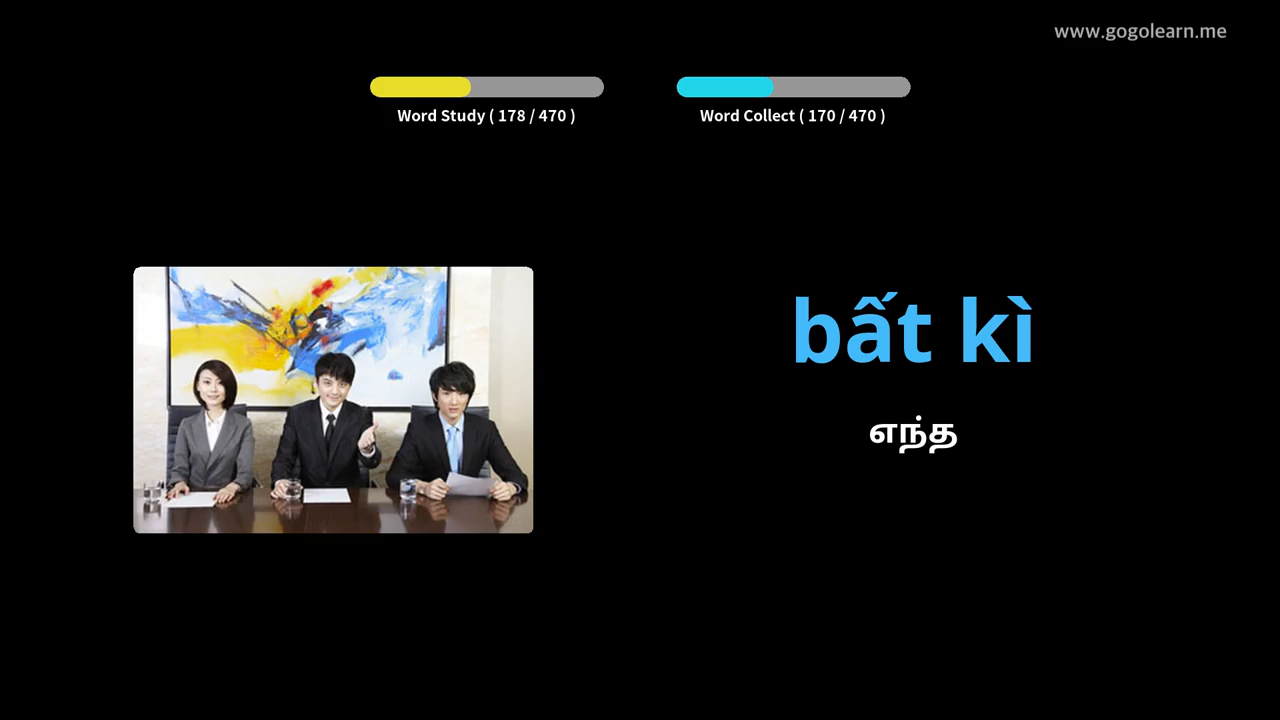 www.gogolearn.me
Word Study ( 178 / 470 )
Word Collect ( 170 / 470 )
bất kì
எந்த